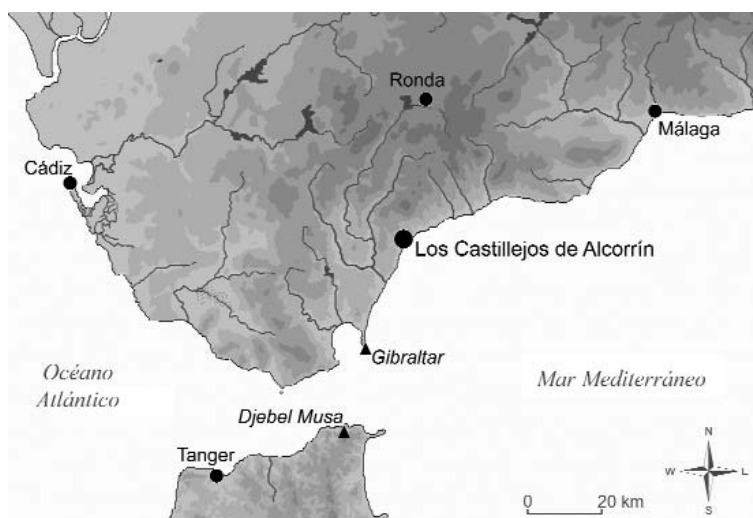 Ronda
Málaga
Cádiz
Los Castillejos de Alcorrín
Gibraltar
Océano
Atlántico
Mar Mediterráneo
Djebel Musa
Tanger
N
W L
S
0 20 km